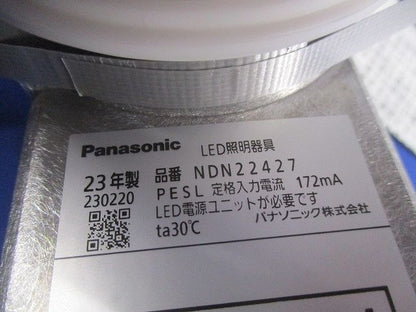 Panasonic LED照明器具
23年製 品番 NDN22427
230220 PESL 定格入力電流 172mA
LED電源ユニットが必要です
ta30℃ パナソニック株式会社